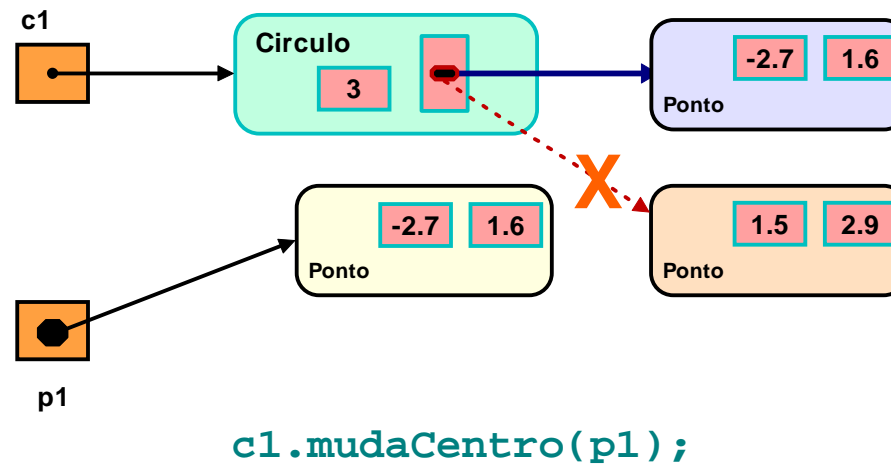 c1
Circulo
3
-2.7 1.6
Ponto
-2.7 1.6
Ponto
1.5 2.9
Ponto
p1
c1.mudaCentro(p1);
X